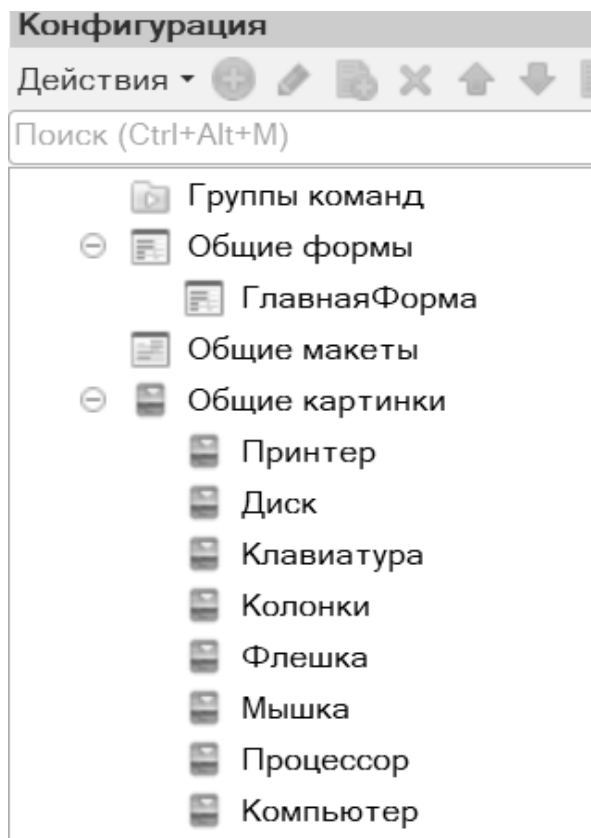 Конфигурация
Действия
Поиск (Ctrl+Alt+M)
Группы команд
Общие формы
ГлавнаяФорма
Общие макеты
Общие картинки
Принтер
Диск
Клавиатура
Колонки
Флешка
Мышка
Процессор
Компьютер